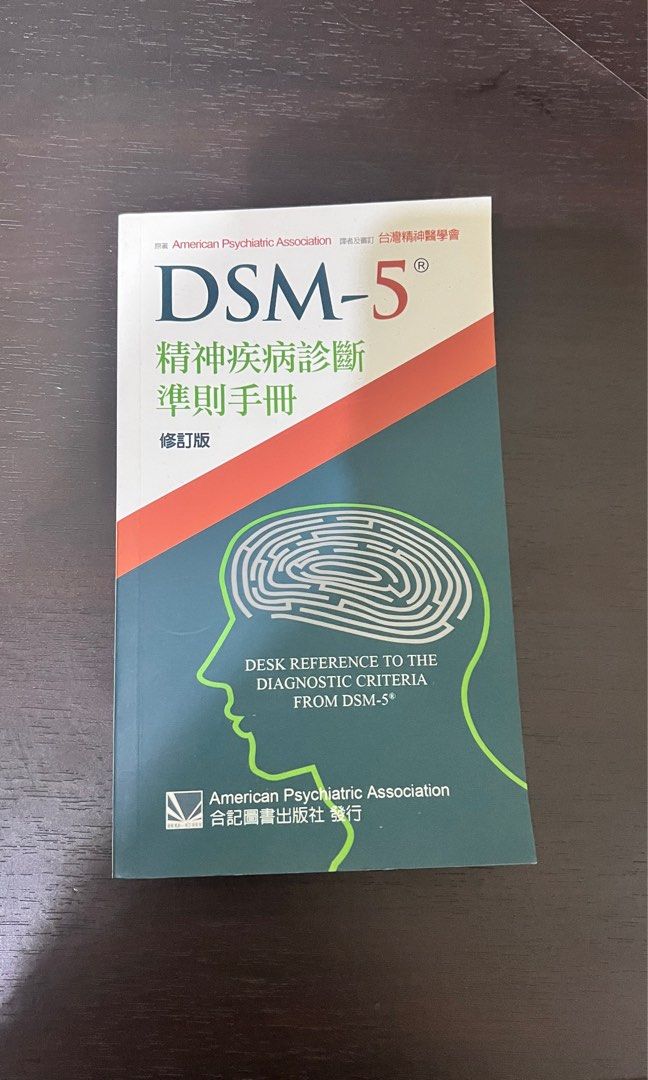 原著 American Psychiatric Association 譯者及審訂 台灣精神醫學會
DSM-5®
精神疾病診斷
準則手冊
修訂版
DESK REFERENCE TO THE
DIAGNOSTIC CRITERIA
FROM DSM-5®
American Psychiatric Association
合記圖書出版社 發行